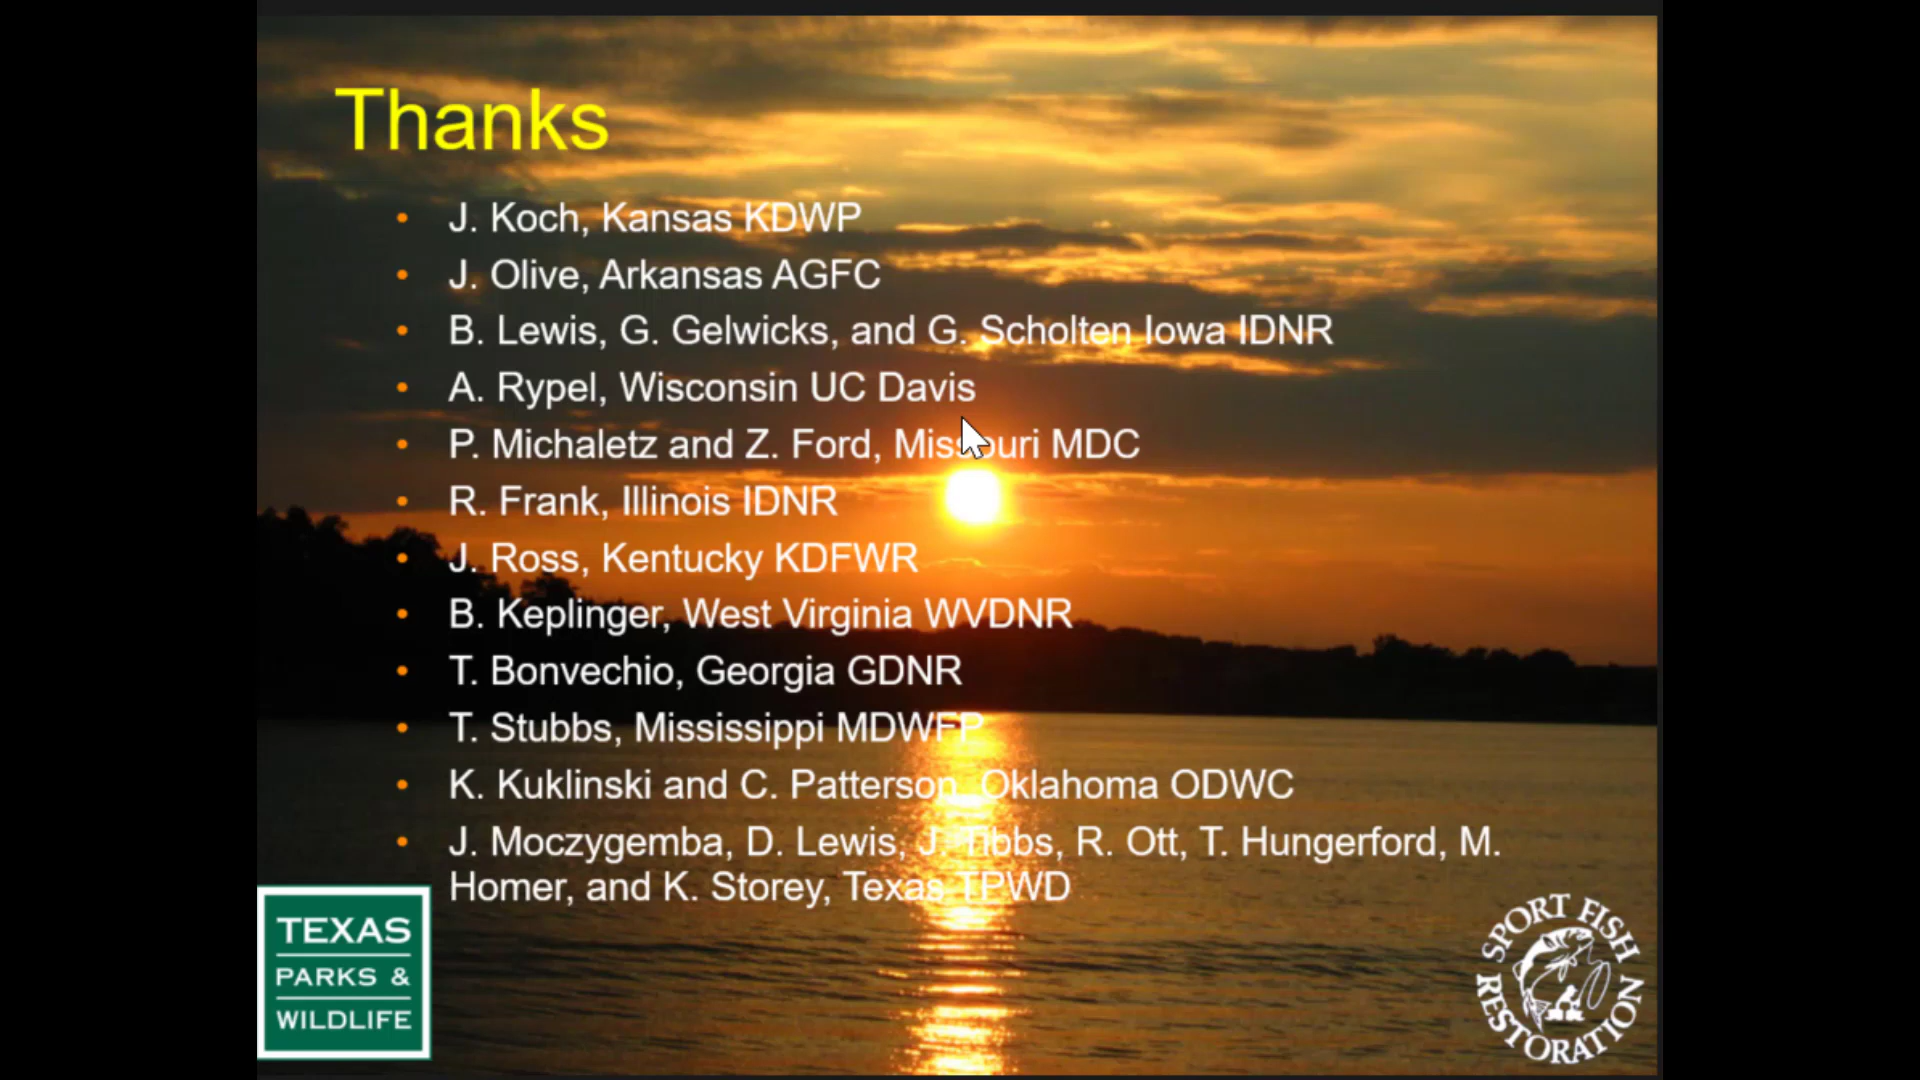 Thanks
• J. Koch, Kansas KDWP
• J. Olive, Arkansas AGFC
• B. Lewis, G. Gelwicks, and G. Scholten Iowa IDNR
• A. Rypel, Wisconsin UC Davis
• P. Michaletz and Z. Ford, Missouri MDC
• R. Frank, Illinois IDNR
• J. Ross, Kentucky KDFWR
• B. Keplinger, West Virginia WVDNR
• T. Bonvechio, Georgia GDNR
• T. Stubbs, Mississippi MDWFP
• K. Kuklinski and C. Patterson, Oklahoma ODWC
• J. Moczygemba, D. Lewis, J. Tibbs, R. Ott, T. Hungerford, M.
Homer, and K. Storey, Texas TPWD
TEXAS
PARKS &
WILDLIFE
SPORT FISH
RESTORATION